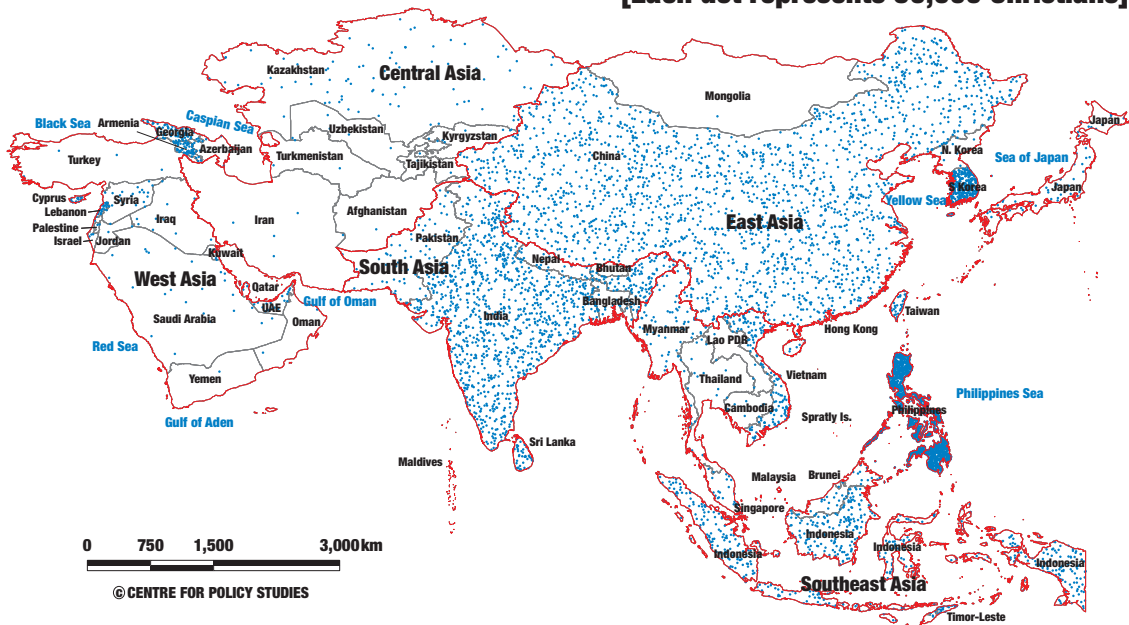 Kazakhstan
Central Asia
Mongolia
Black Sea
Armenia
Caspian Sea
Georgia
Azerbaijan
Uzbekistan
Kyrgyzstan
Turkmenistan
Tajikistan
Turkey
China
N. Korea
Japan
Sea of Japan
S Korea
Japan
Yellow Sea
Cyprus
Syria
Lebanon
Iraq
Iran
Afghanistan
Palestine
Israel
Jordan
Pakistan
East Asia
Kuwait
Nepal
Bhutan
West Asia
South Asia
Qatar
UAE
Gulf of Oman
Bangladesh
Saudi Arabia
Oman
India
Myanmar
Hong Kong
Taiwan
Red Sea
Lao PDR
Yemen
Thailand
Vietnam
Philippines Sea
Cambodia
Spratly Is.
Philippines
Gulf of Aden
Sri Lanka
Maldives
Malaysia
Brunei
Singapore
Indonesia
Indonesia
Indonesia
Indonesia
Southeast Asia
Timor-Leste
0 750 1,500 3,000km
© CENTRE FOR POLICY STUDIES